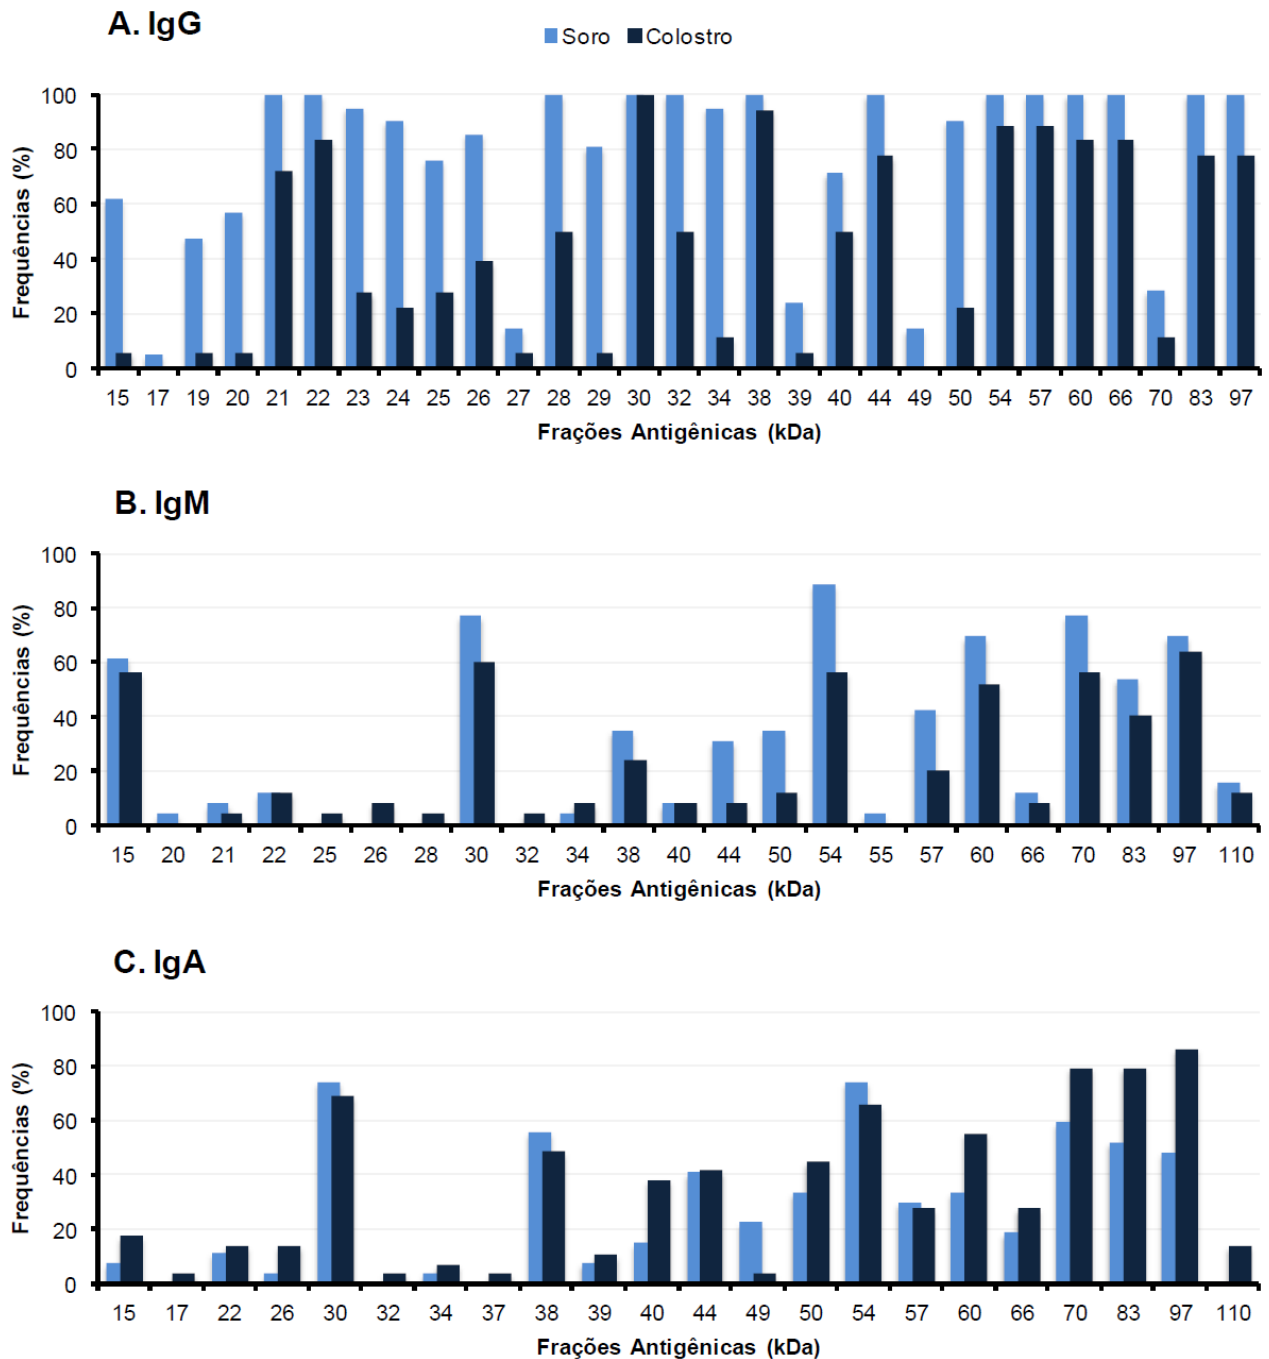 A. IgG
Soro Colostro
Frequências (%)
100
80
60
40
20
0
15 17 19 20 21 22 23 24 25 26 27 28 29 30 32 34 38 39 40 44 49 50 54 57 60 66 70 83 97
Frações Antigênicas (kDa)
B. IgM
Frequências (%)
100
80
60
40
20
0
15 20 21 22 25 26 28 30 32 34 38 40 44 50 54 55 57 60 66 70 83 97 110
Frações Antigênicas (kDa)
C. IgA
Frequências (%)
100
80
60
40
20
0
15 17 22 26 30 32 34 37 38 39 40 44 49 50 54 57 60 66 70 83 97 110
Frações Antigênicas (kDa)